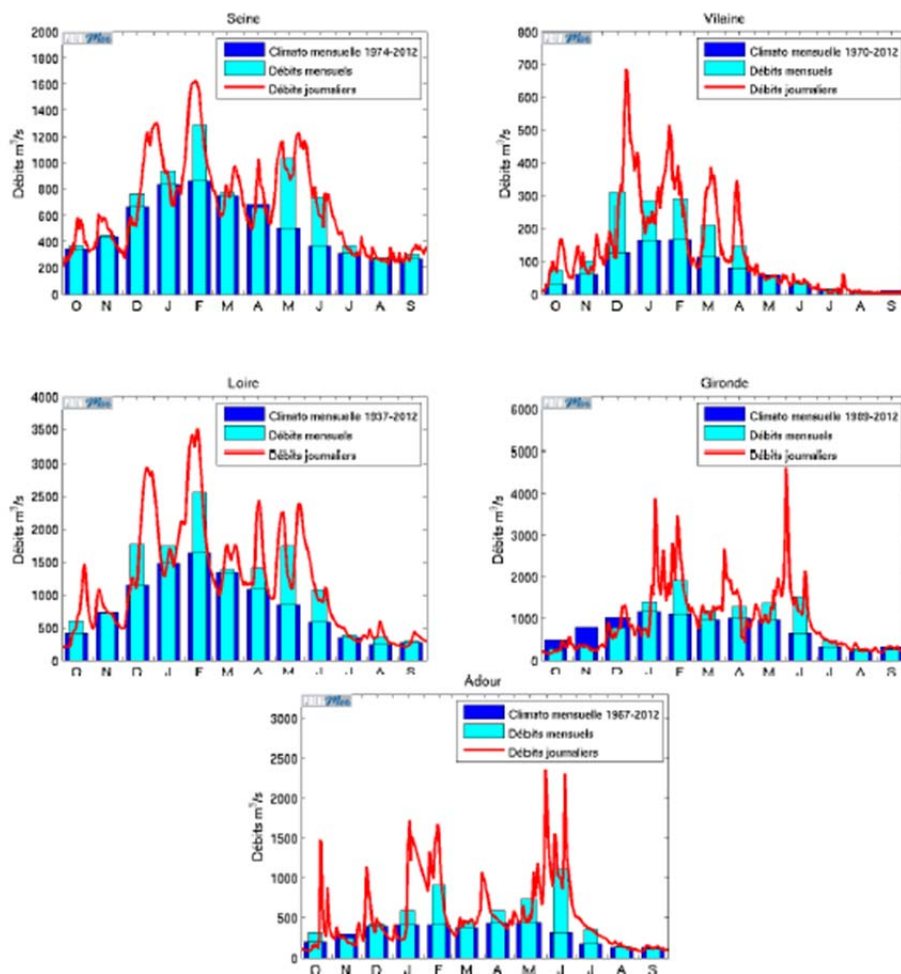 Seine
Débits m³/s
2000
1800
1600
1400
1200
1000
800
600
400
200
0
Climato mensuelle 1974-2012
Débits mensuels
Débits journaliers
O N D J F M A M J J A S
Vilaine
Débits m³/s
800
700
600
500
400
300
200
100
0
Climato mensuelle 1970-2012
Débits mensuels
Débits journaliers
O N D J F M A M J J A S
Loire
Débits m³/s
4000
3500
3000
2500
2000
1500
1000
500
0
Climato mensuelle 1937-2012
Débits mensuels
Débits journaliers
O N D J F M A M J J A S
Gironde
Débits m³/s
6000
5000
4000
3000
2000
1000
0
Climato mensuelle 1989-2012
Débits mensuels
Débits journaliers
O N D J F M A M J J A S
Adour
Débits m³/s
3000
2500
2000
1500
1000
500
0
Climato mensuelle 1967-2012
Débits mensuels
Débits journaliers
O N D J F M A M J J A S